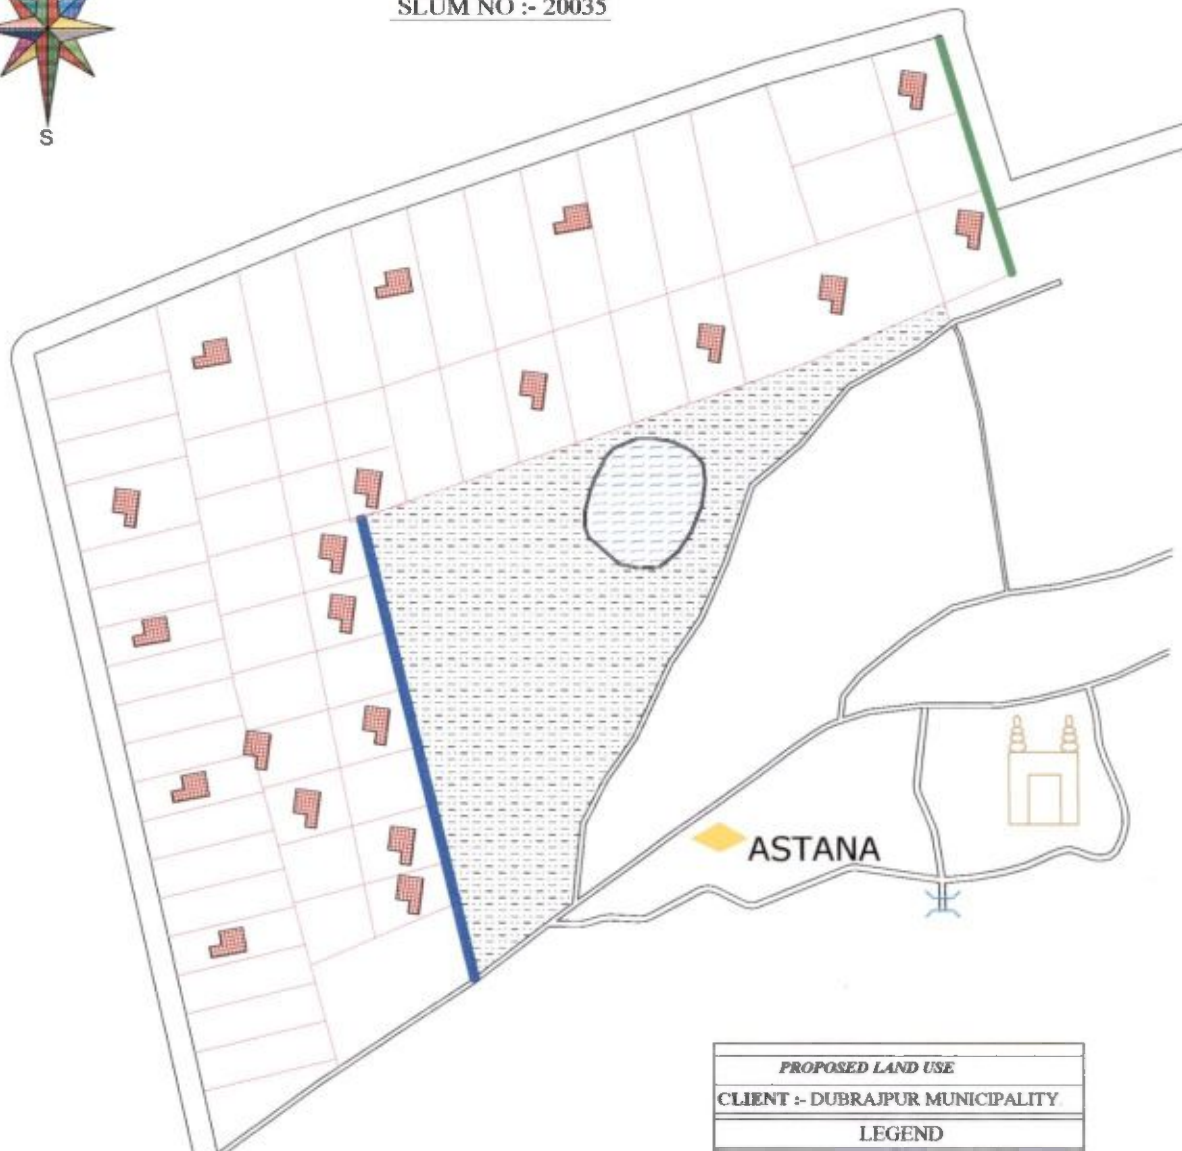 SLUM NO :- 20035
S
ASTANA
PROPOSED LAND USE
CLIENT :- DUBRAJPUR MUNICIPALITY
LEGEND